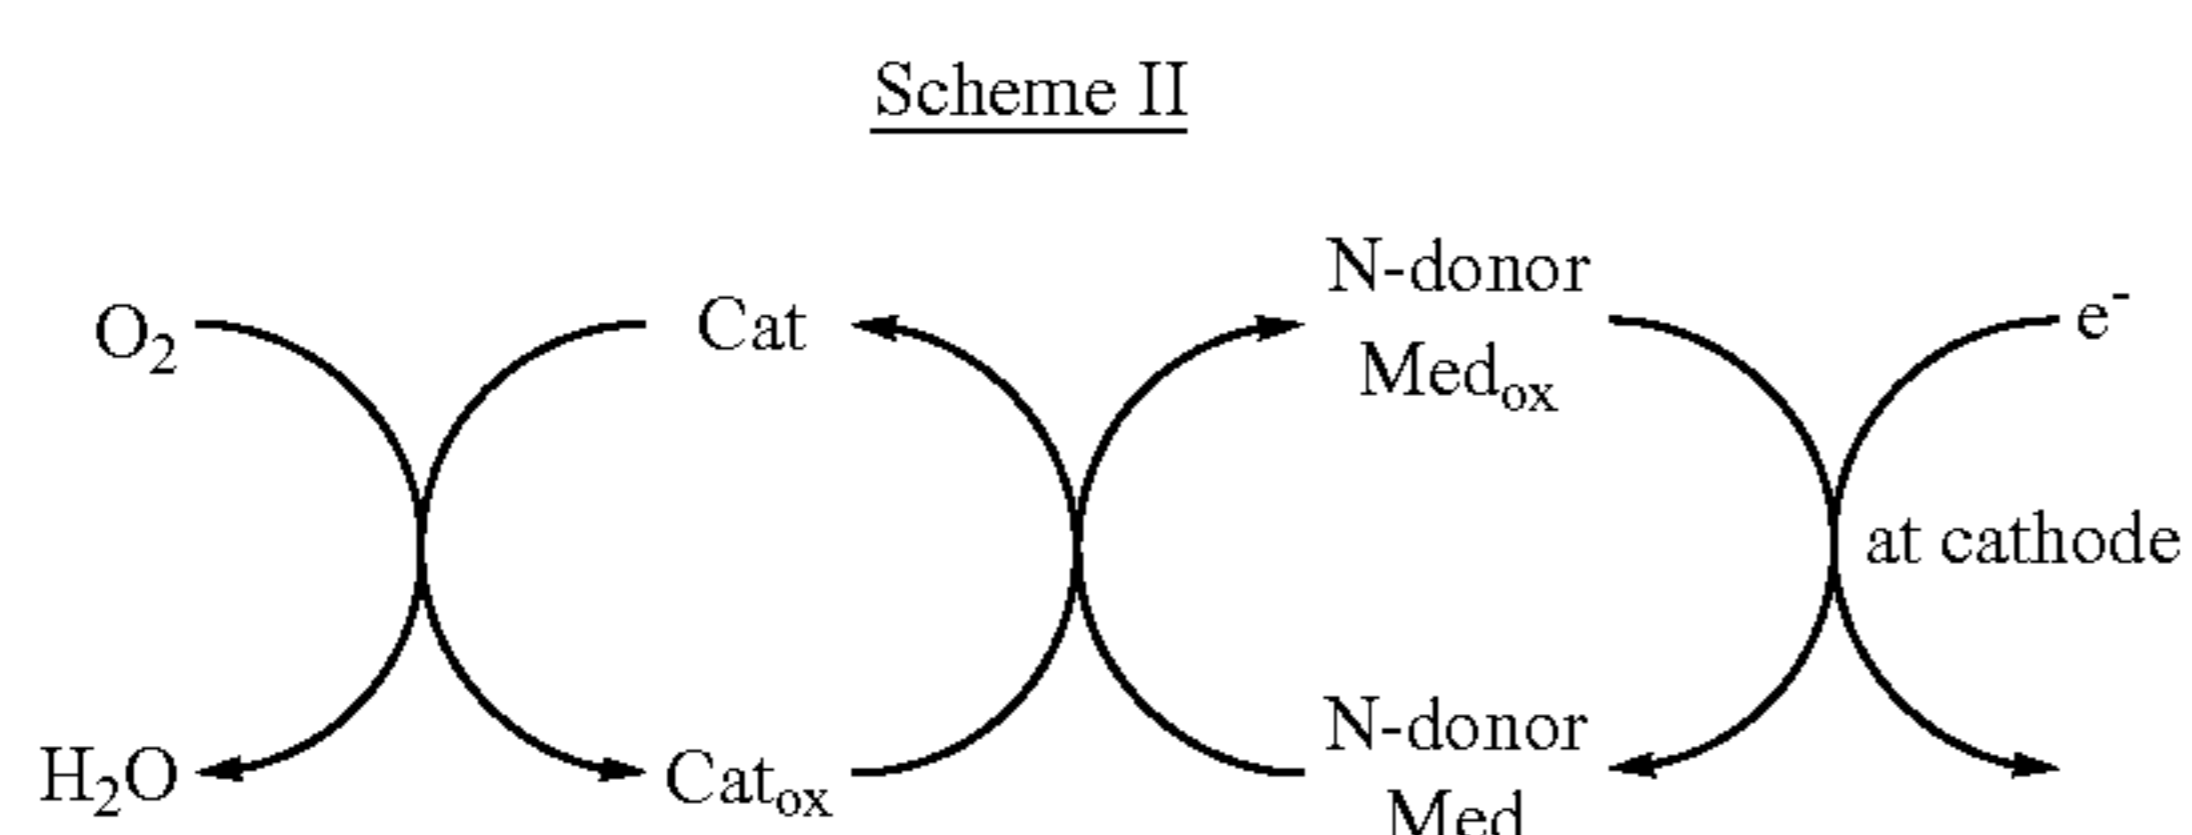 Scheme II
O₂
Cat
N-donor
Medₒₓ
e⁻
at cathode
H₂O
Catₒₓ
N-donor
Med